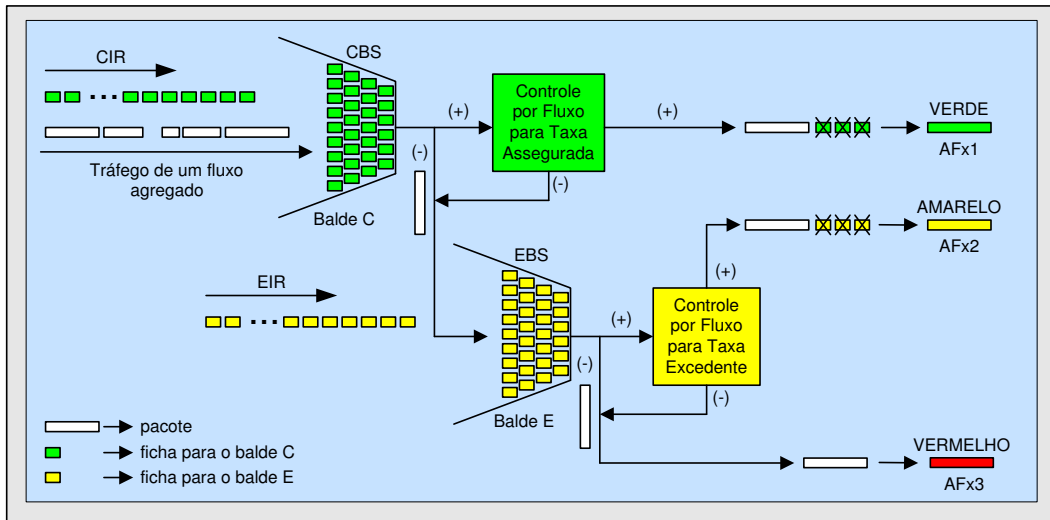 CIR
CBS
Tráfego de um fluxo
agregado
Balde C
(+)
(-)
Controle
por Fluxo
para Taxa
Assegurada
(-)
(+)
VERDE
AFx1
EIR
EBS
Balde E
(+)
(-)
Controle
por Fluxo
para Taxa
Excedente
(+)
(-)
AMARELO
AFx2
VERMELHO
AFx3
pacote
ficha para o balde C
ficha para o balde E